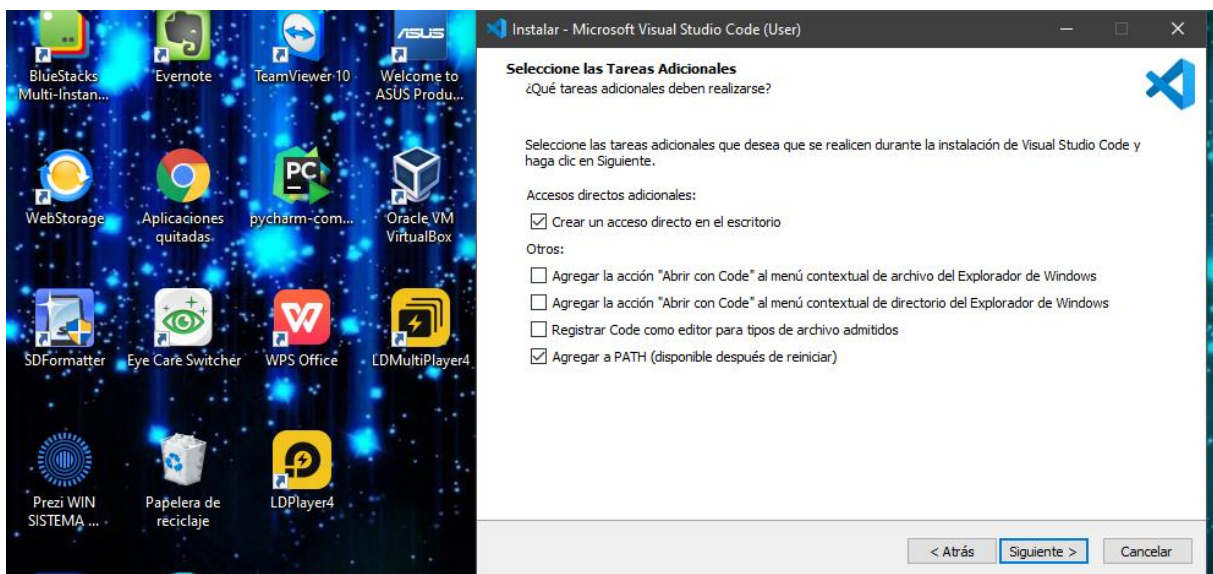 BlueStacks
Multi-Instan...
Evernote
TeamViewer 10
ASUS
Welcome to
ASUS Produ...
WebStorage
Aplicaciones
quitadas
PC
pycharm-com...
Oracle VM
VirtualBox
SDFormatter
Eye Care Switcher
W
WPS Office
LDMultiPlayer4
Prezi WIN
SISTEMA ...
Papelera de
reciclaje
LDPlayer4
Instalar - Microsoft Visual Studio Code (User)
Seleccione las Tareas Adicionales
¿Qué tareas adicionales deben realizarse?
Seleccione las tareas adicionales que desea que se realicen durante la instalación de Visual Studio Code y
haga clic en Siguiente.
Accesos directos adicionales:
Crear un acceso directo en el escritorio
Otros:
Agregar la acción "Abrir con Code" al menú contextual de archivo del Explorador de Windows
Agregar la acción "Abrir con Code" al menú contextual de directorio del Explorador de Windows
Registrar Code como editor para tipos de archivo admitidos
Agregar a PATH (disponible después de reiniciar)
< Atrás
Siguiente >
Cancelar